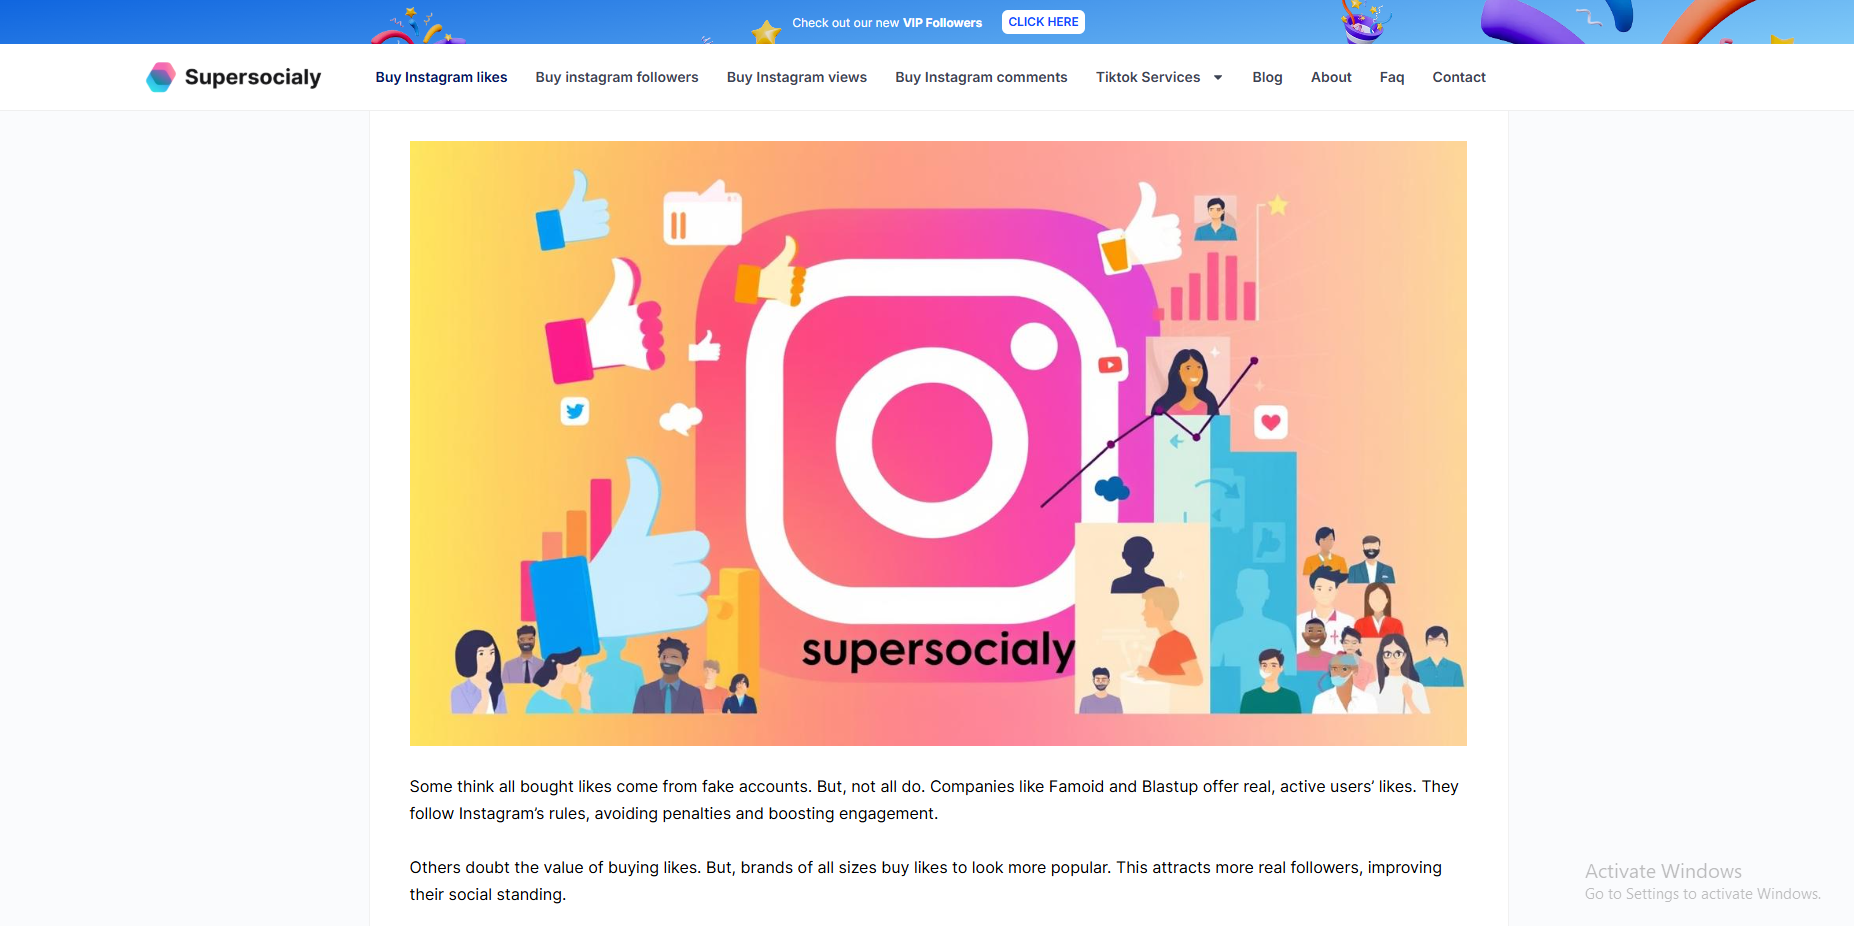 Check out our new VIP Followers CLICK HERE
Supersocialy Buy Instagram likes Buy instagram followers Buy Instagram views Buy Instagram comments Tiktok Services Blog About Faq Contact
supersocialy
Some think all bought likes come from fake accounts. But, not all do. Companies like Famoid and Blastup offer real, active users’ likes. They
follow Instagram’s rules, avoiding penalties and boosting engagement.
Others doubt the value of buying likes. But, brands of all sizes buy likes to look more popular. This attracts more real followers, improving
their social standing.
Activate Windows
Go to Settings to activate Windows.